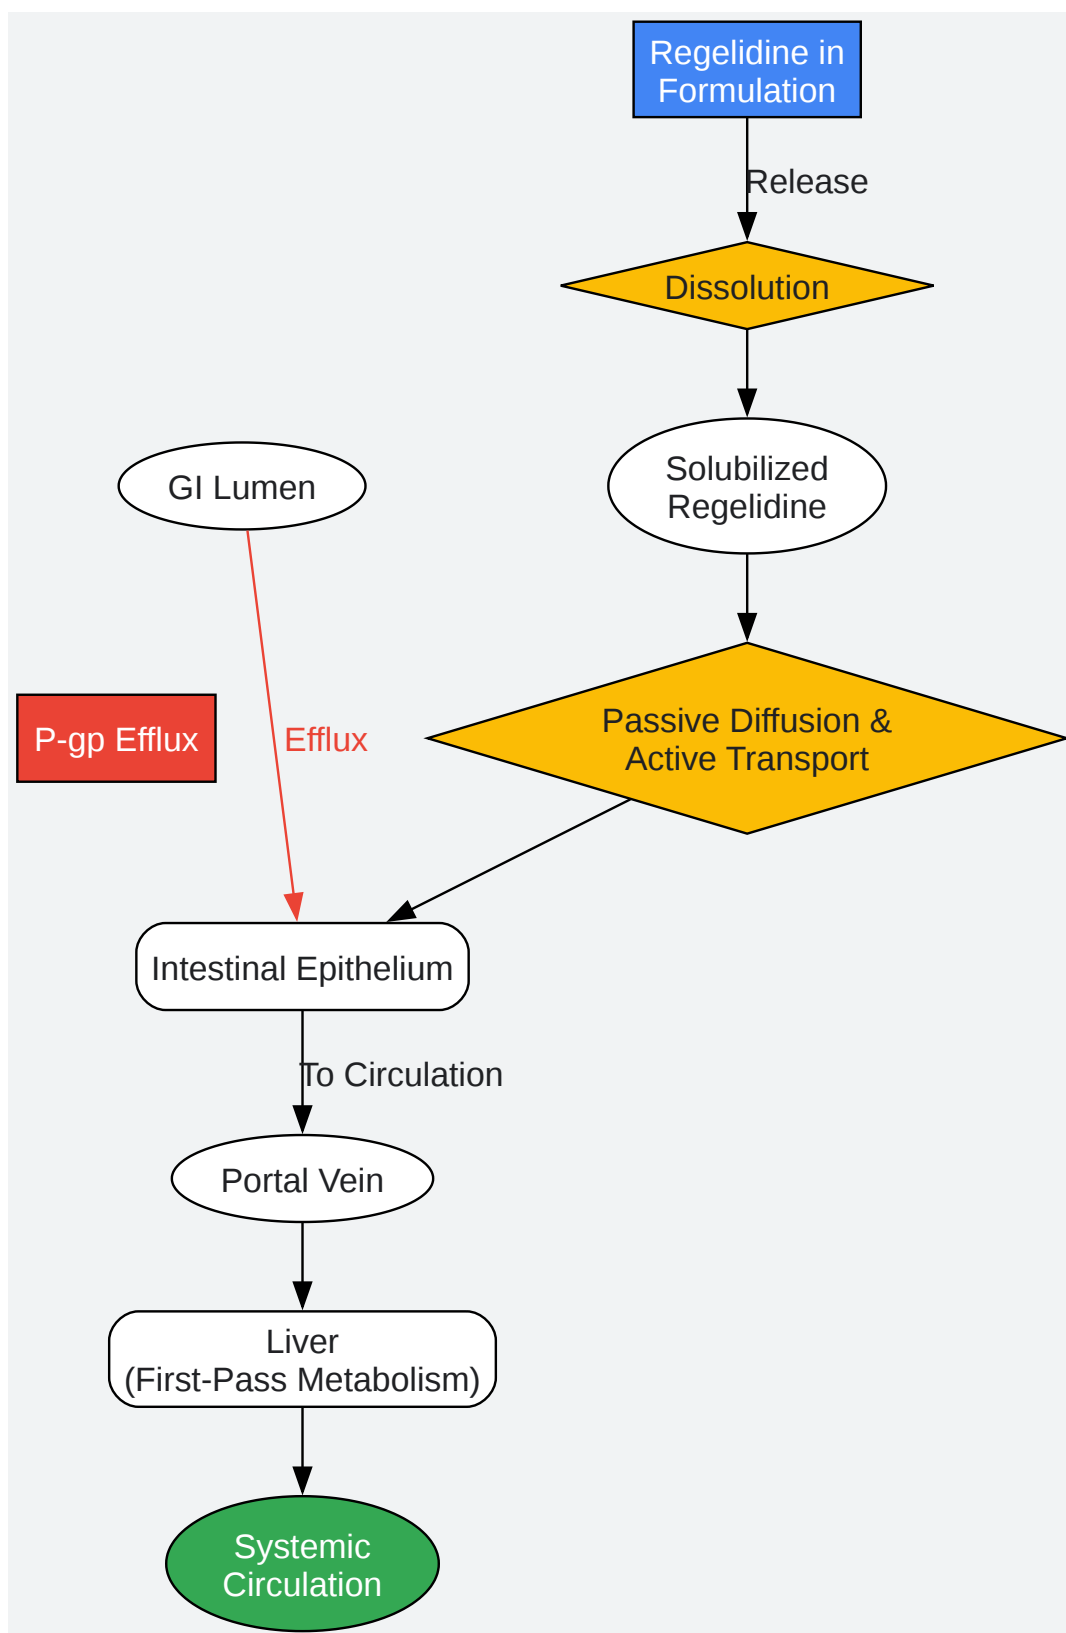 Regelidine in
Formulation
Release
Dissolution
Solubilized
Regelidine
GI Lumen
Passive Diffusion &
Active Transport
P-gp Efflux
Efflux
Intestinal Epithelium
To Circulation
Portal Vein
Liver
(First-Pass Metabolism)
Systemic
Circulation